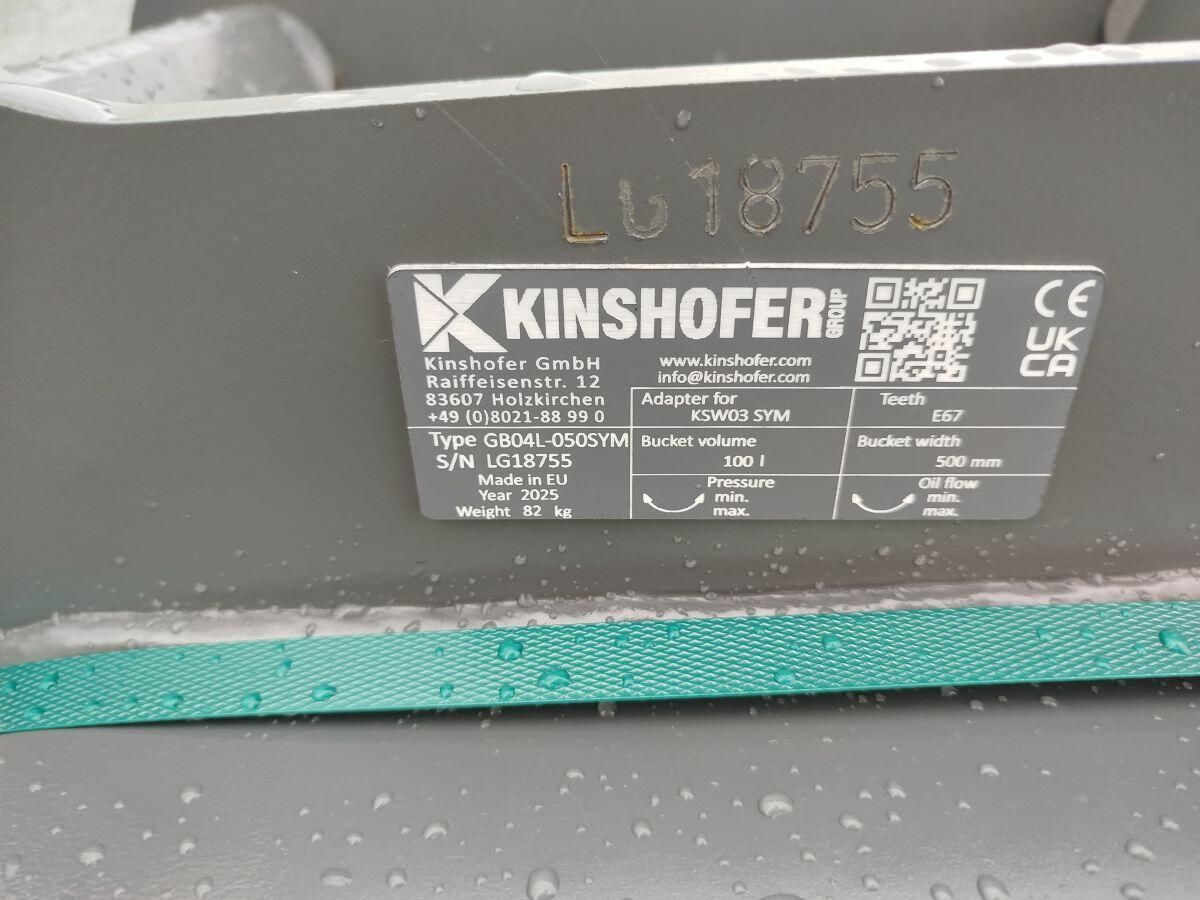 LG18755
KINSHOFER GROUP
CE
UK
CA
Kinshofer GmbH
Raiffeisenstr. 12
83607 Holzkirchen
+49 (0)8021-88 99 0
www.kinshofer.com
info@kinshofer.com
Adapter for
KSW03 SYM
Teeth
E67
Type GB04L-050SYM
S/N LG18755
Made in EU
Year 2025
Weight 82 kg
Bucket volume
100 l
Bucket width
500 mm
Pressure
min.
max.
Oil flow
min.
max.